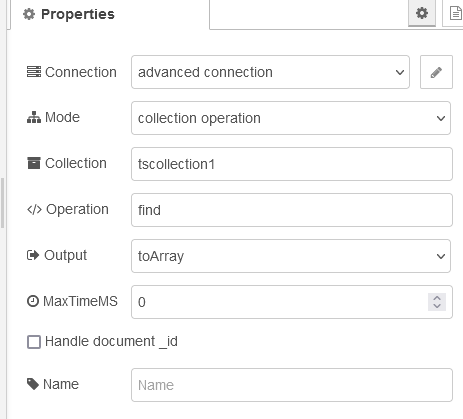 Properties
Connection advanced connection
Mode collection operation
Collection tscollection1
Operation find
Output toArray
MaxTimeMS 0
Handle document _id
Name Name